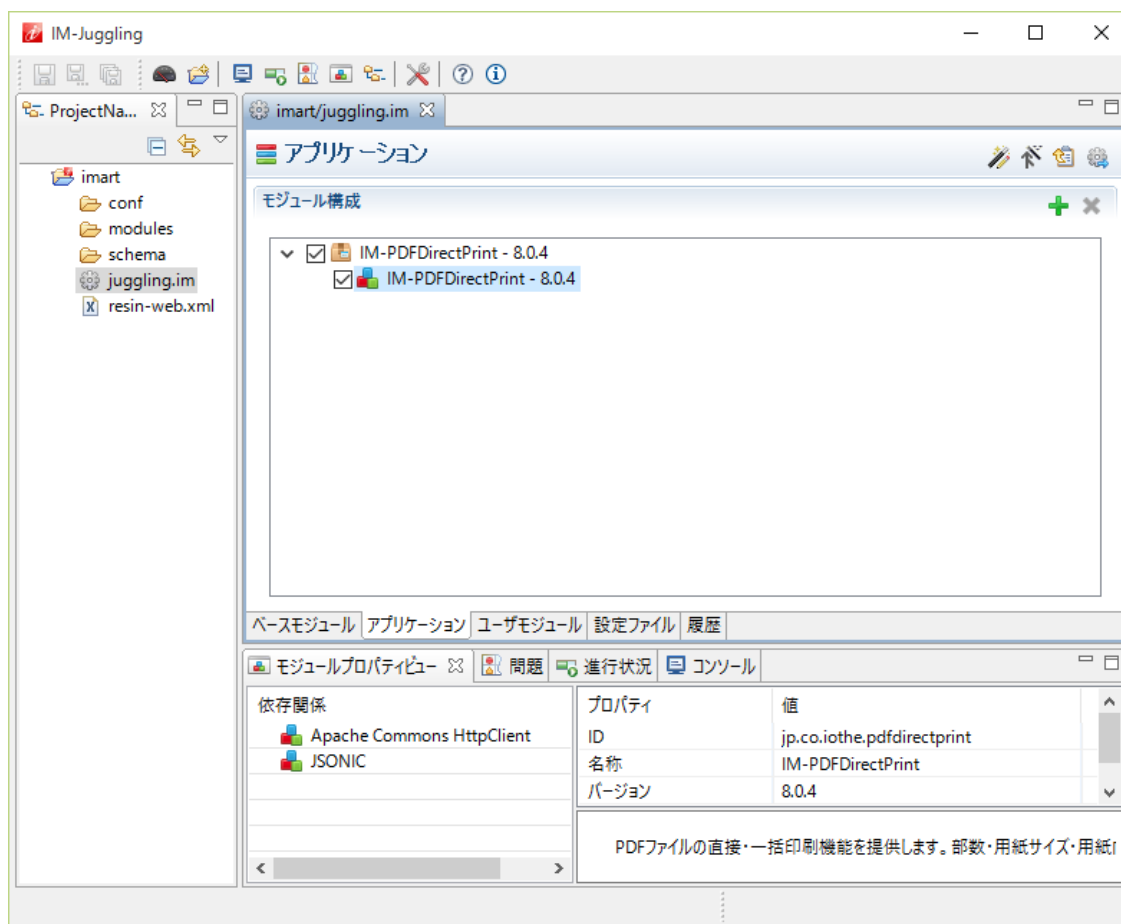 IM-Juggling
ProjectNa...
imart/juggling.im
アプリケーション
imart
conf
modules
schema
juggling.im
resin-web.xml
モジュール構成
IM-PDFDirectPrint - 8.0.4
IM-PDFDirectPrint - 8.0.4
ベースモジュール アプリケーション ユーザモジュール 設定ファイル 履歴
モジュールプロパティビュー 問題 進行状況 コンソール
依存関係
Apache Commons HttpClient
JSONIC
プロパティ 値
ID jp.co.iothe.pdfdirectprint
名称 IM-PDFDirectPrint
バージョン 8.0.4
PDFファイルの直接・一括印刷機能を提供します。部数・用紙サイズ・用紙